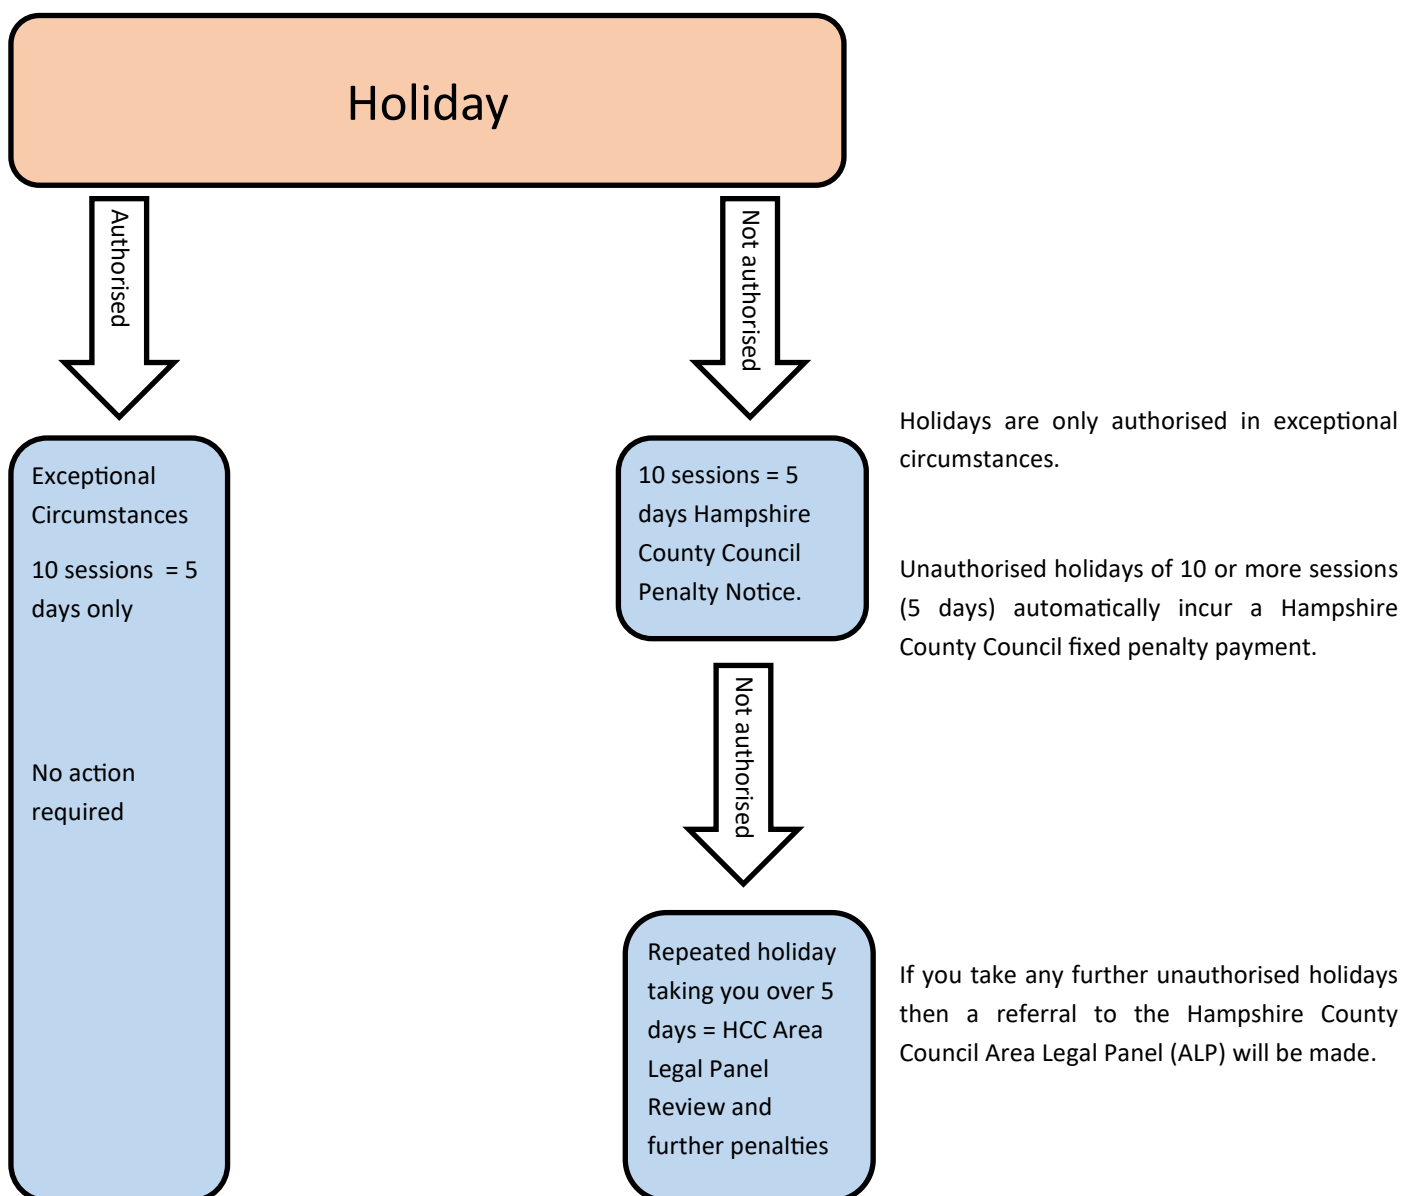 Holiday
Authorised
Not authorised
Exceptional
Circumstances
10 sessions = 5
days only
No action
required
10 sessions = 5
days Hampshire
County Council
Penalty Notice.
Holidays are only authorised in exceptional
circumstances.
Unauthorised holidays of 10 or more sessions
(5 days) automatically incur a Hampshire
County Council fixed penalty payment.
Not authorised
Repeated holiday
taking you over 5
days = HCC Area
Legal Panel
Review and
further penalties
If you take any further unauthorised holidays
then a referral to the Hampshire County
Council Area Legal Panel (ALP) will be made.